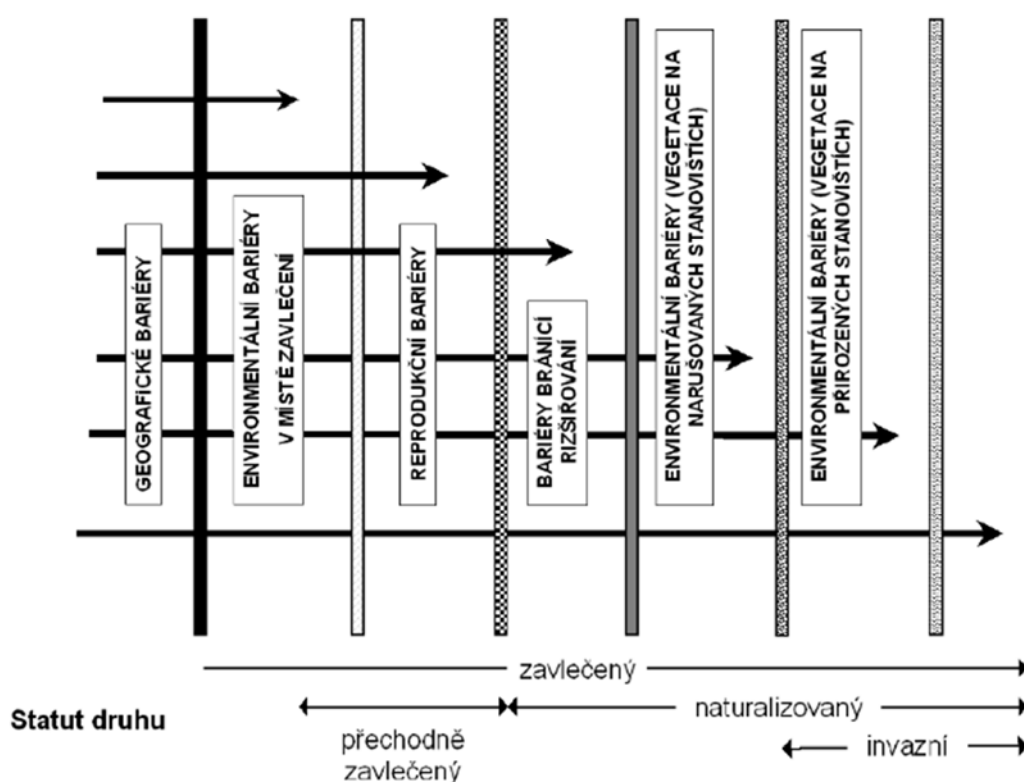 GEOGRAFICKÉ BARIÉRY
ENVIRONMENTÁLNÍ BARIÉRY
V MÍSTĚ ZAVLEČENÍ
REPRODUKČNÍ BARIÉRY
BARIÉRY BRÁNÍCÍ
RIZŠIŘOVÁNÍ
ENVIRONMENTÁLNÍ BARIÉRY (VEGETACE NA
NARUŠOVANÝCH STANOVIŠTÍCH)
ENVIRONMENTÁLNÍ BARIÉRY (VEGETACE NA
PŘIROZENÝCH STANOVIŠTÍCH)
zavlečený
Statut druhu
naturalizovaný
přechodně
zavlečený
invazní